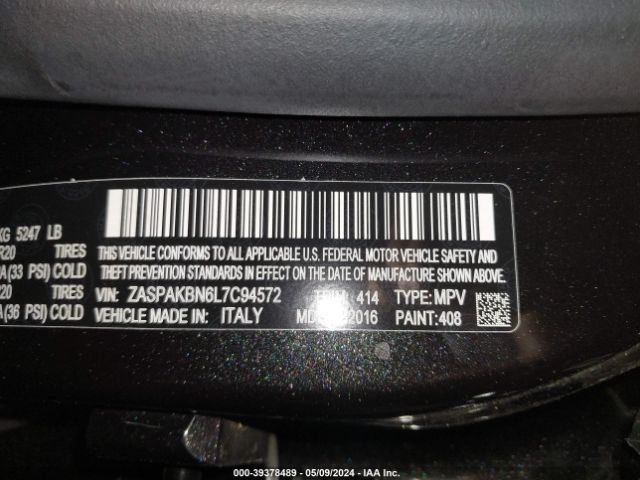 KG 5247 LB
R20 TIRES
A(33 PSI) COLD
R20 TIRES
A(36 PSI) COLD
THIS VEHICLE CONFORMS TO ALL APPLICABLE U.S. FEDERAL MOTOR VEHICLE SAFETY AND
THEFT PREVENTION STANDARDS IN EFFECT ON THE DATE OF MANUFACTURE SHOWN ABOVE.
VIN: ZASPAKBN6L7C94572 414 TYPE: MPV
VEHICLE MADE IN: ITALY 2016 PAINT: 408
000-39378489 - 05/09/2024 - IAA Inc.